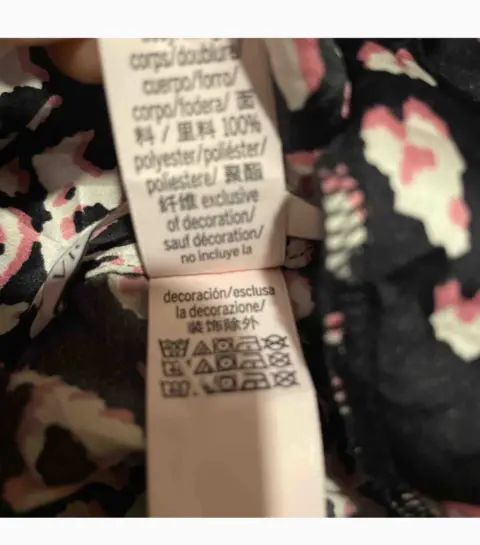 corps/doublure
cuerpo/forro/
corpo/fodera/ 面
料 / 里料 100%
polyester/poliéster/
poliestere/ 聚酯
纤维 exclusive
of decoration/
sauf décoration/
no incluye la
decoración/esclusa
la decorazione/
装饰除外